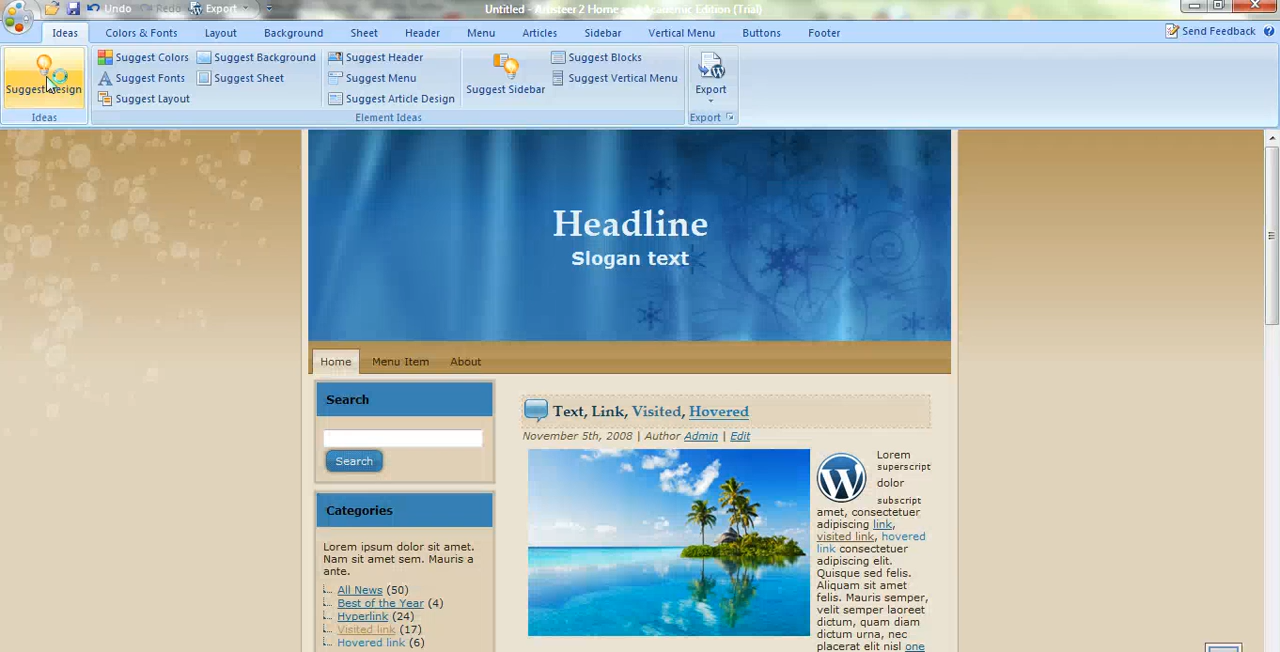 Undo Redo Export Untitled - Artisteer 2 Home and Academic Edition (Trial)
Ideas Colors & Fonts Layout Background Sheet Header Menu Articles Sidebar Vertical Menu Buttons Footer Send Feedback
Suggest Design
Suggest Colors Suggest Background Suggest Header
Suggest Fonts Suggest Sheet Suggest Menu
Suggest Layout Suggest Article Design
Suggest Sidebar
Suggest Blocks
Suggest Vertical Menu
Export
Ideas Element Ideas Export
Headline
Slogan text
Home Menu Item About
Search
Search
Categories
Lorem ipsum dolor sit amet.
Nam sit amet sem. Mauris a
ante.
All News (50)
Best of the Year (4)
Hyperlink (24)
Visited link (17)
Hovered link (6)
Text, Link, Visited, Hovered
November 5th, 2008 | Author Admin | Edit
Lorem
superscript
dolor
subscript
amet, consectetuer
adipiscing link,
visited link, hovered
link consectetuer
adipiscing elit.
Quisque sed felis.
Aliquam sit amet
felis. Mauris semper,
velit semper laoreet
dictum, quam diam
dictum urna, nec
placerat elit nisl one